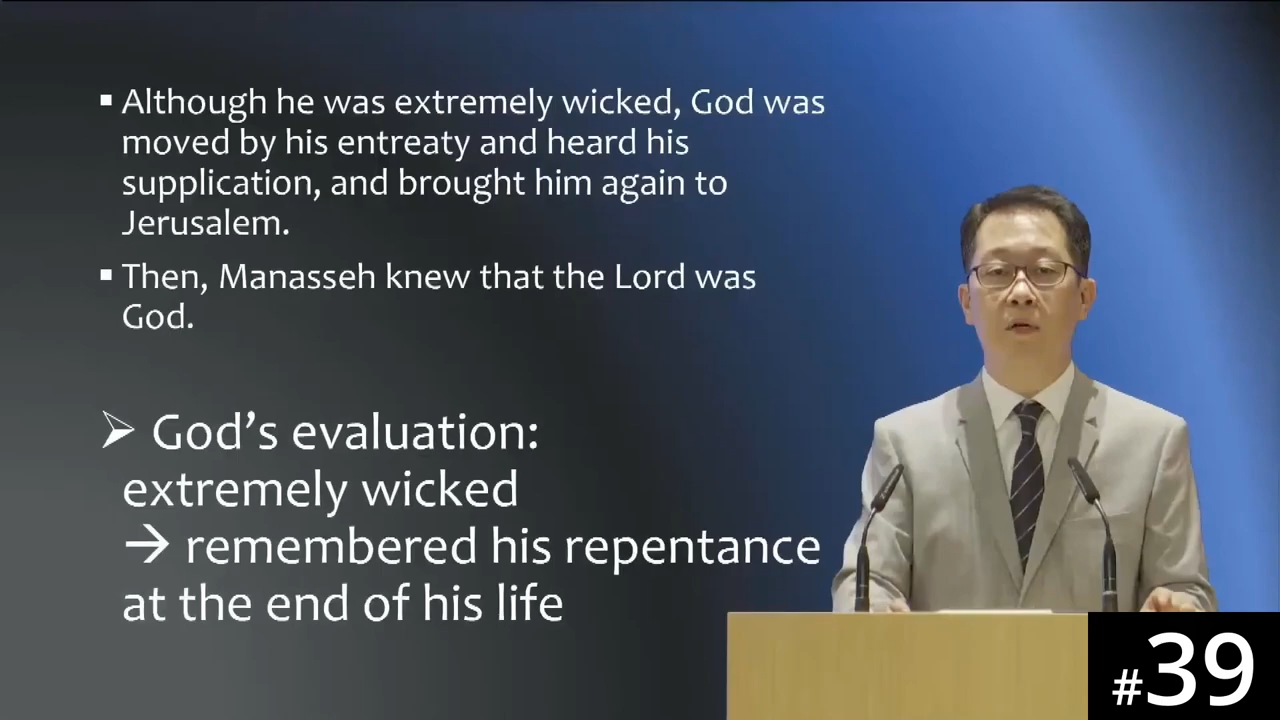 ▪ Although he was extremely wicked, God was
moved by his entreaty and heard his
supplication, and brought him again to
Jerusalem.
▪ Then, Manasseh knew that the Lord was
God.
➢ God’s evaluation:
extremely wicked
→ remembered his repentance
at the end of his life
#39